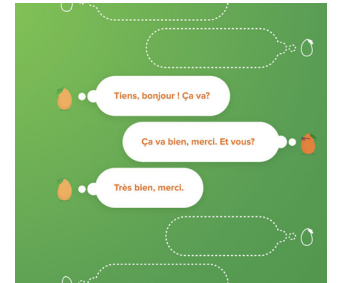 Tiens, bonjour ! Ça va?
Ça va bien, merci. Et vous?
Très bien, merci.